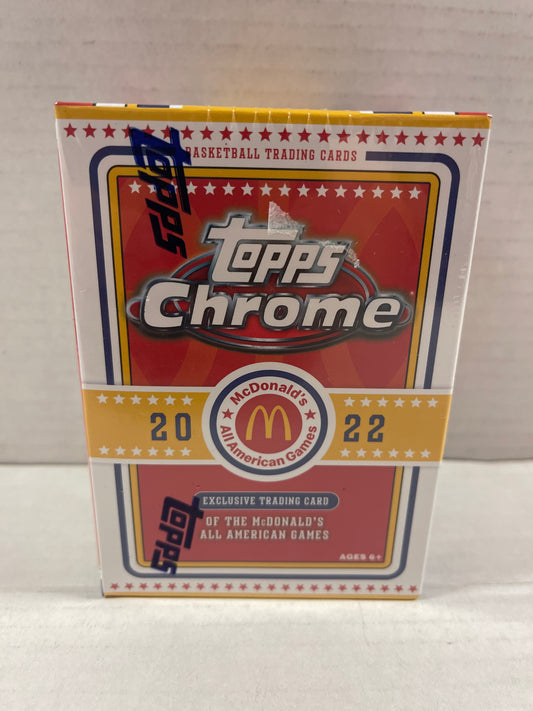 BASKETBALL TRADING CARDS
topps
topps
Chrome
20
McDonald's
All American Games
22
EXCLUSIVE TRADING CARD
OF THE McDONALD'S
ALL AMERICAN GAMES
topps
AGES 6+